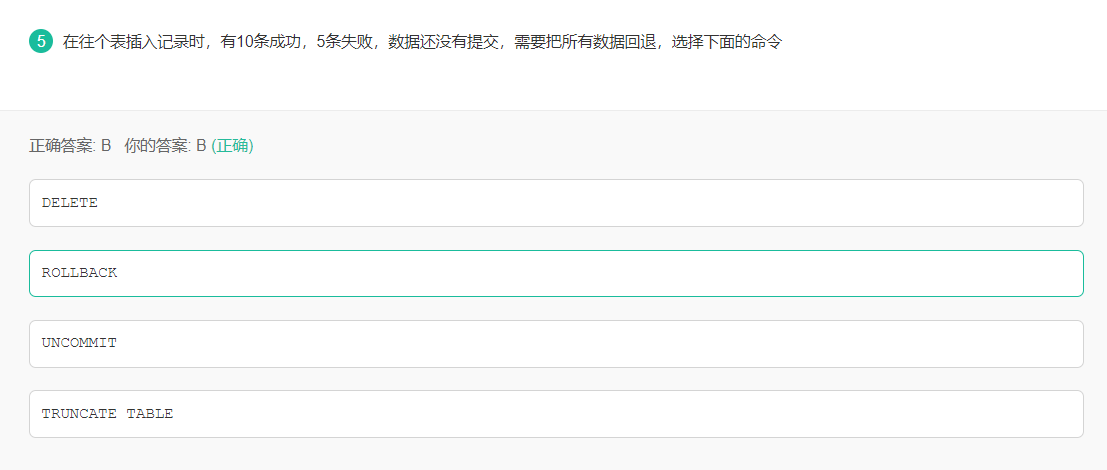 5 在往个表插入记录时，有10条成功，5条失败，数据还没有提交，需要把所有数据回退，选择下面的命令
正确答案: B 你的答案: B (正确)
DELETE
ROLLBACK
UNCOMMIT
TRUNCATE TABLE